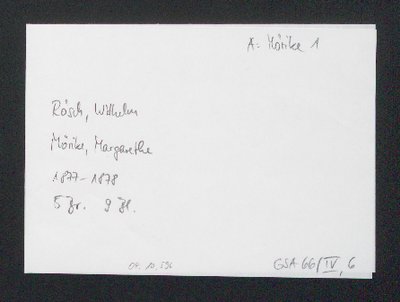 A: Mörike 1
Rösch, Wilhelm
Mörike, Margarethe
1877-1878
5 Br. 9 Bl.
GSA 66/IV, 6